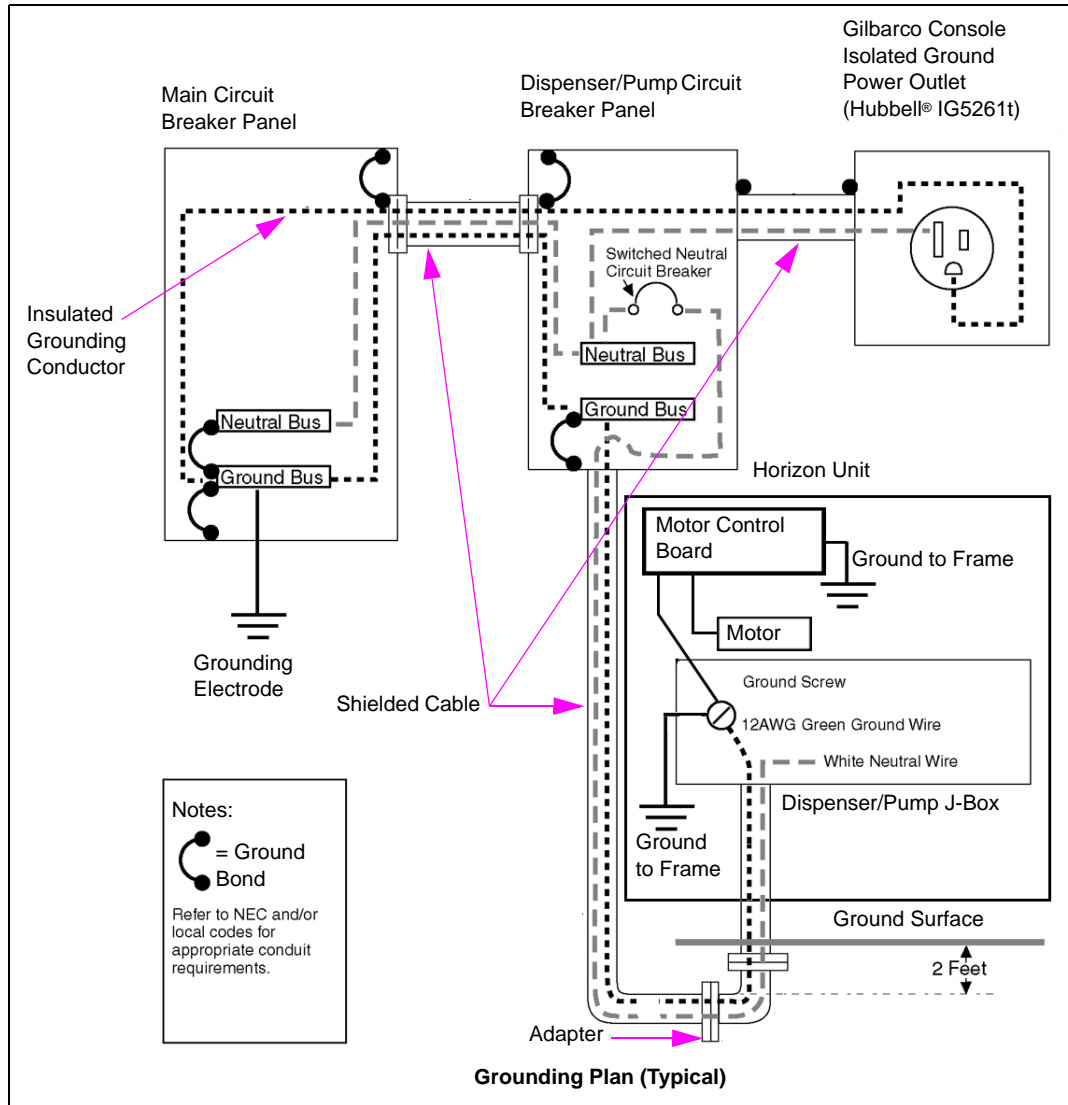 Gilbarco Console
Isolated Ground
Power Outlet
(Hubbell® IG5261t)
Dispenser/Pump Circuit
Breaker Panel
Main Circuit
Breaker Panel
Switched Neutral
Circuit Breaker
Insulated
Grounding
Conductor
Neutral Bus
Ground Bus
Neutral Bus
Ground Bus
Horizon Unit
Motor Control
Board
Ground to Frame
Motor
Grounding
Electrode
Shielded Cable
Ground Screw
12AWG Green Ground Wire
White Neutral Wire
Dispenser/Pump J-Box
Ground
to Frame
Notes:
= Ground
Bond
Refer to NEC and/or
local codes for
appropriate conduit
requirements.
Ground Surface
2 Feet
Adapter
Grounding Plan (Typical)